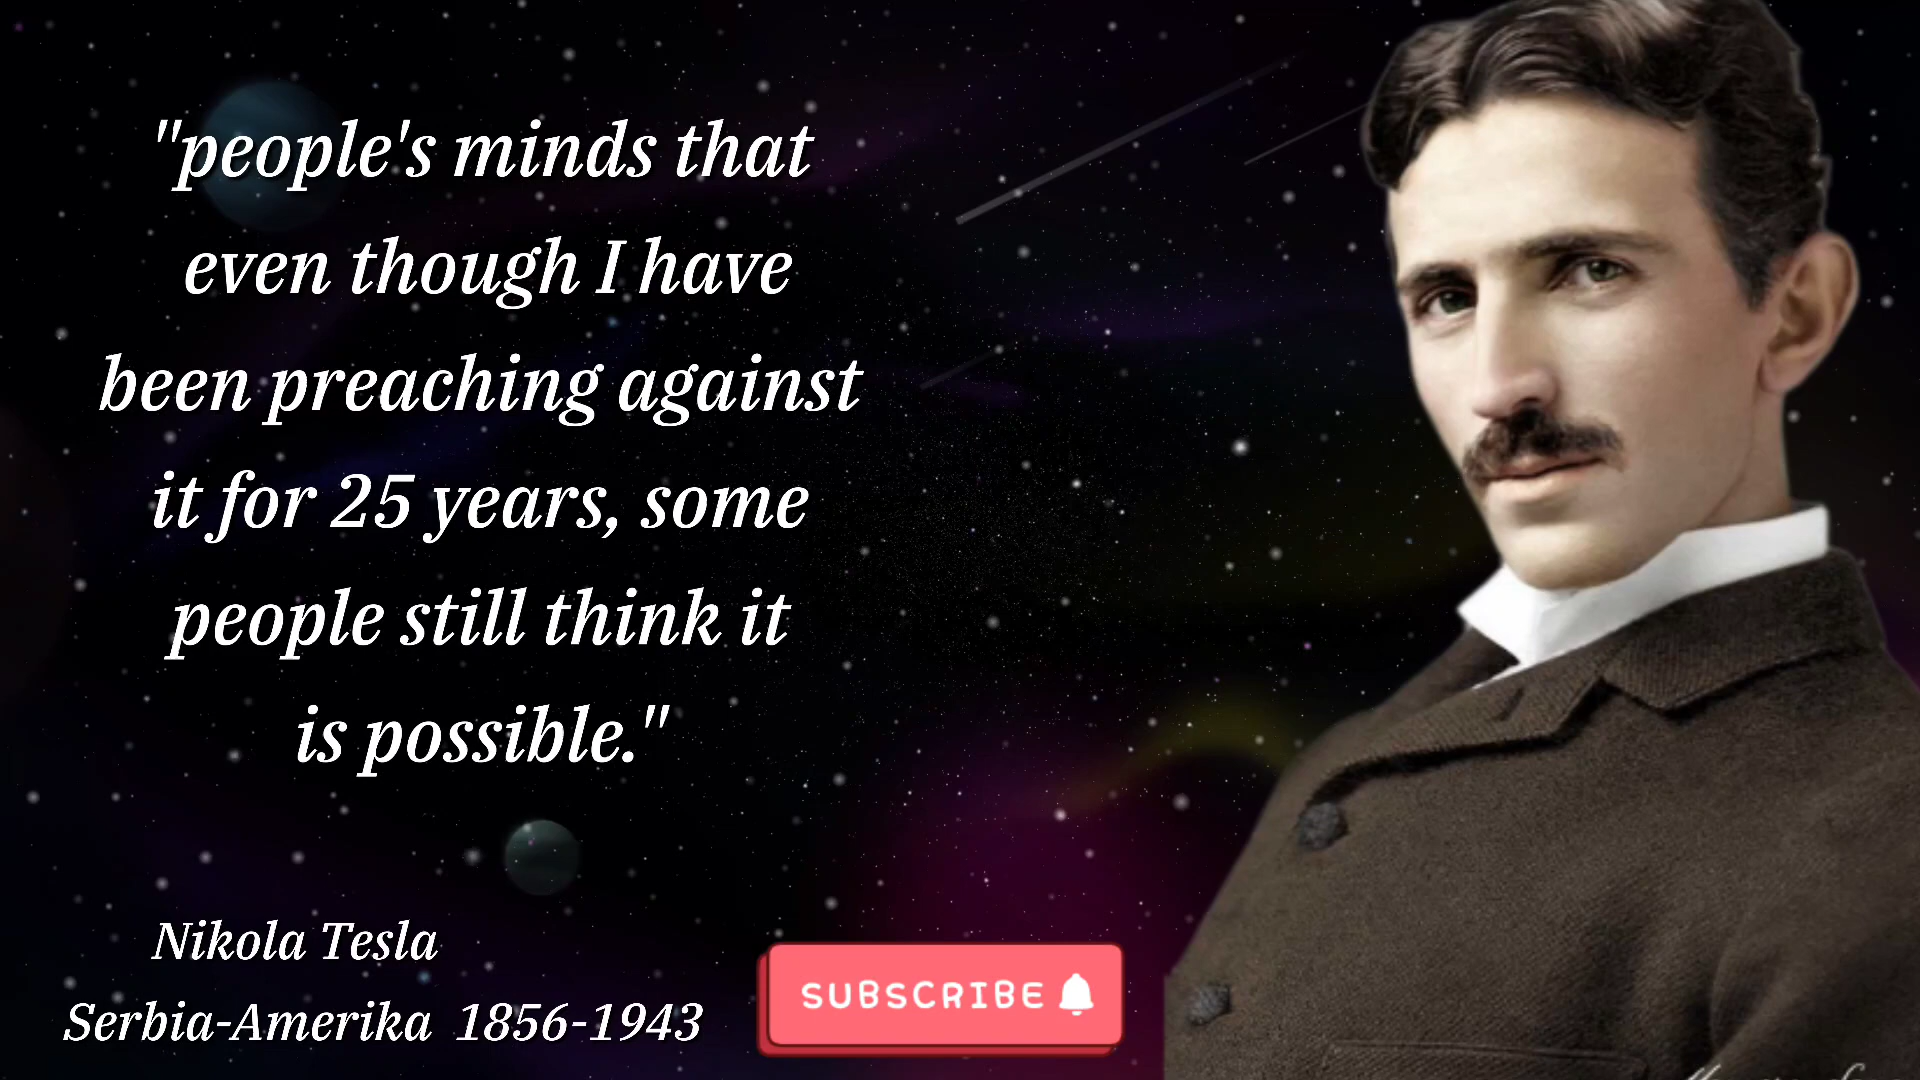 "people's minds that
even though I have
been preaching against
it for 25 years, some
people still think it
is possible."
Nikola Tesla
Serbia-Amerika 1856-1943
SUBSCRIBE